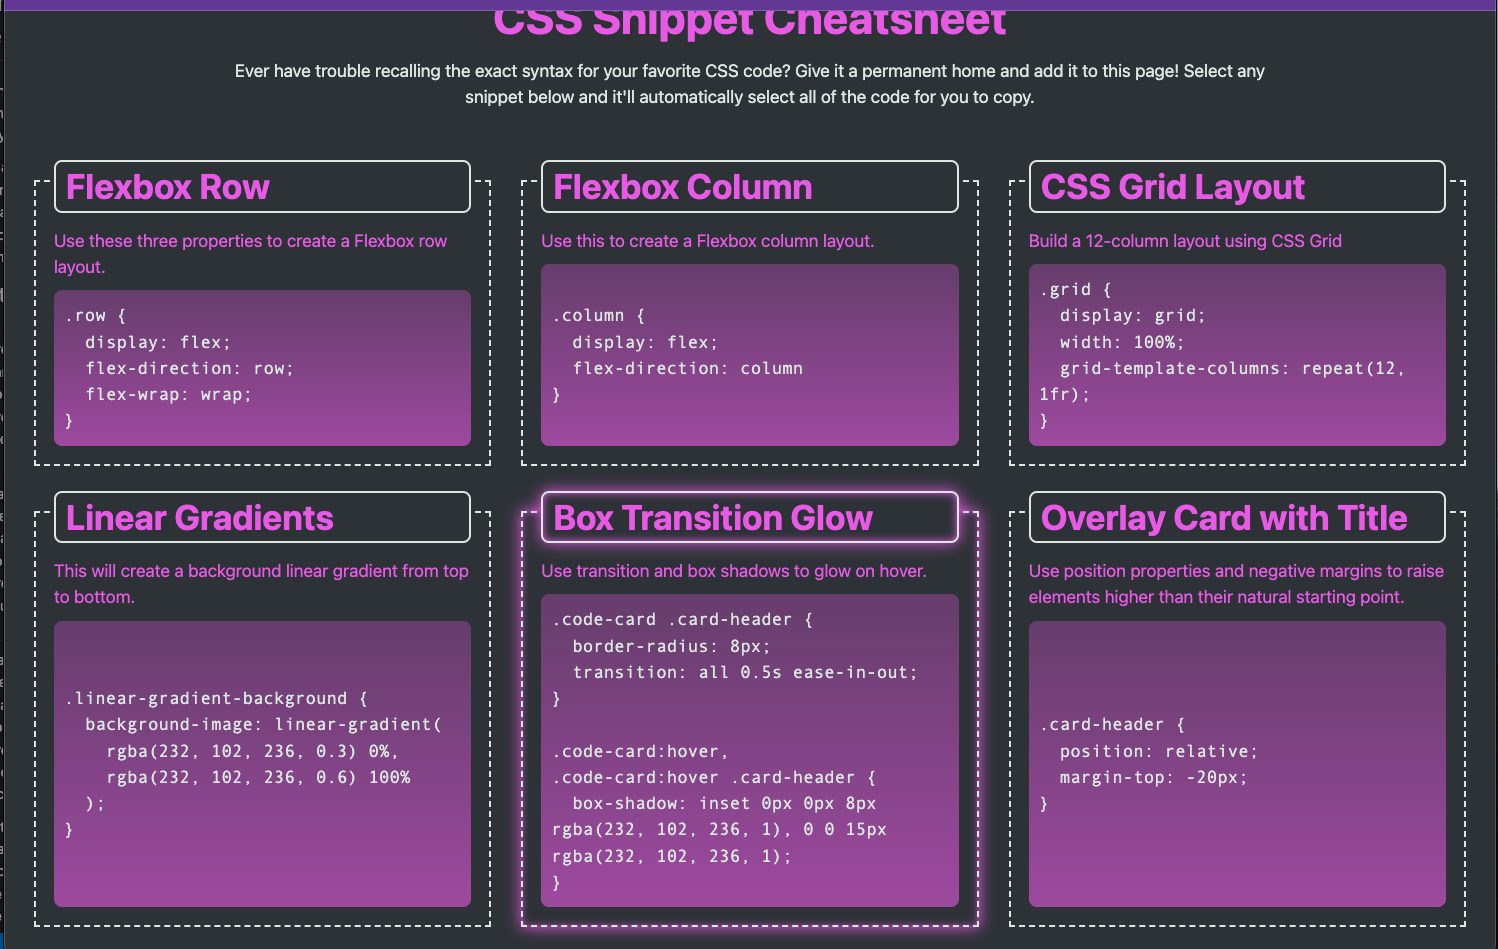 CSS Snippet Cheatsheet
Ever have trouble recalling the exact syntax for your favorite CSS code? Give it a permanent home and add it to this page! Select any
snippet below and it'll automatically select all of the code for you to copy.
Flexbox Row
Use these three properties to create a Flexbox row
layout.
.row {
  display: flex;
  flex-direction: row;
  flex-wrap: wrap;
}
Flexbox Column
Use this to create a Flexbox column layout.
.column {
  display: flex;
  flex-direction: column
}
CSS Grid Layout
Build a 12-column layout using CSS Grid
.grid {
  display: grid;
  width: 100%;
  grid-template-columns: repeat(12,
1fr);
}
Linear Gradients
This will create a background linear gradient from top
to bottom.
.linear-gradient-background {
  background-image: linear-gradient(
    rgba(232, 102, 236, 0.3) 0%,
    rgba(232, 102, 236, 0.6) 100%
  );
}
Box Transition Glow
Use transition and box shadows to glow on hover.
.code-card .card-header {
  border-radius: 8px;
  transition: all 0.5s ease-in-out;
}
.code-card:hover,
.code-card:hover .card-header {
  box-shadow: inset 0px 0px 8px
rgba(232, 102, 236, 1), 0 0 15px
rgba(232, 102, 236, 1);
}
Overlay Card with Title
Use position properties and negative margins to raise
elements higher than their natural starting point.
.card-header {
  position: relative;
  margin-top: -20px;
}